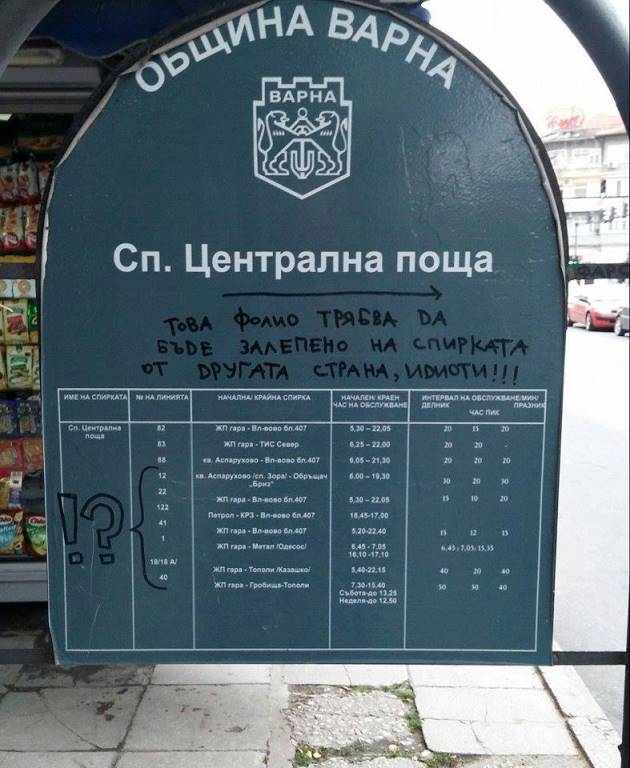 ОБЩИНА ВАРНА
ВАРНА
Сп. Централна поща
ТОВА ФОЛИО ТРЯБВА ДА
БЪДЕ ЗАЛЕПЕНО НА СПИРКАТА
ОТ ДРУГАТА СТРАНА, ИДИОТИ!!!
ИМЕ НА СПИРКАТА № НА ЛИНИЯТА НАЧАЛНА/ КРАЙНА СПИРКА НАЧАЛЕН/ КРАЕН ИНТЕРВАЛ НА ОБСЛУЖВАНЕ/МИН/
ЧАС НА ОБСЛУЖВАНЕ ДЕЛНИК ПРАЗНИК
ЧАС ПИК
Сп. Централна 82 ЖП гара - Вл-вово бл.407 5,30 – 22,05 20 15 20
поща
83 ЖП гара - ТИС Север 6,25 – 22,00 20 20 -
88 кв. Аспарухово - Вл-вово бл.407 6,05 – 21,30 20 20 20
12 кв. Аспарухово /сп. Зора/ - Обръщач 6,00 – 19,30 30 20 30
„Бриз"
22 ЖП гара - Вл-вово бл.407 5,30 – 22,05 15 10 20
122 Петрол - КРЗ - Вл-вово бл.407 16,45-17,00
41 ЖП гара - Вл-вово бл.407 5,20-22,40 15 12 15
1 ЖП гара - Метал /Одесос/ 6,45 - 7,05 6,45; 7,05; 15,35
16,10 -17,10
18/18 А/ ЖП гара - Тополи /Казашко/ 5,40-22,15 40 20 40
40 ЖП гара - Гробища-Тополи 7,30-15,40 50 30 40
Събота-до 13,25
Неделя-до 12,50
!?